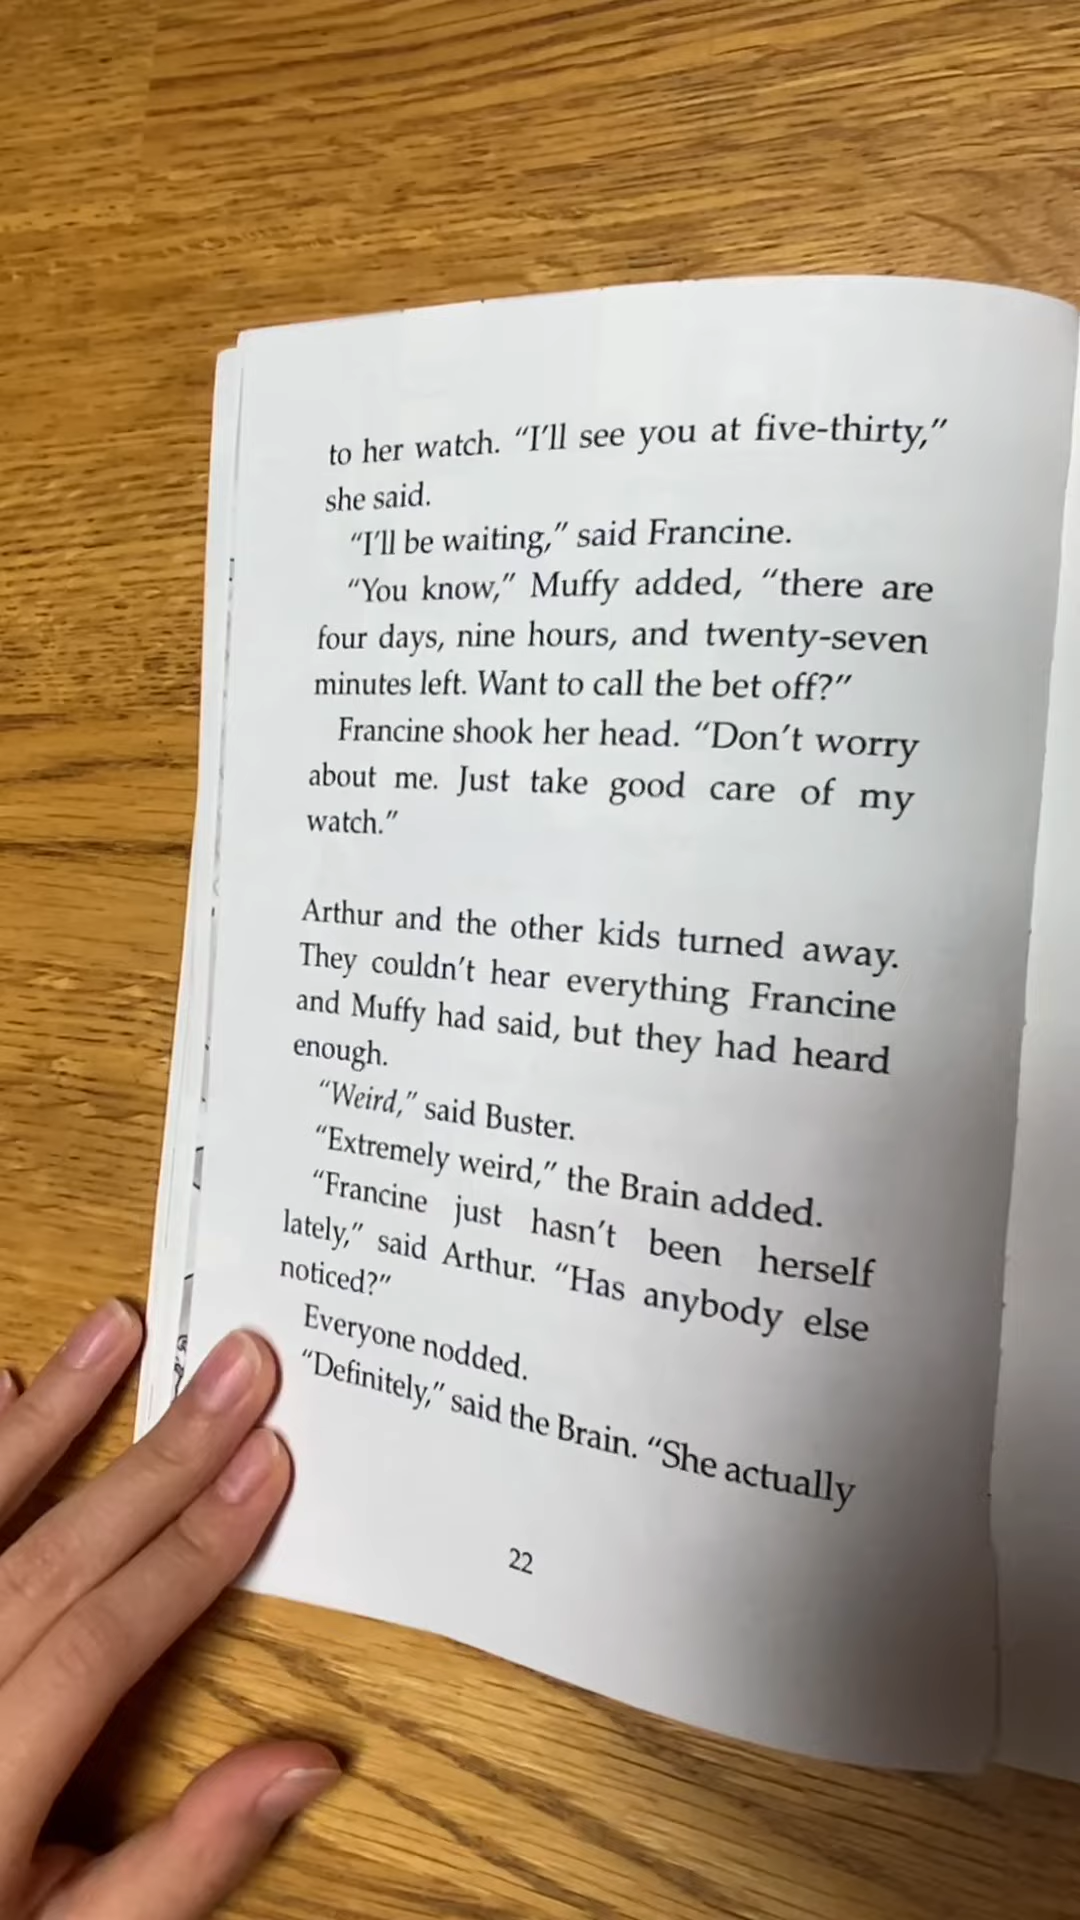 to her watch. “I’ll see you at five-thirty,”
she said.
“I’ll be waiting,” said Francine.
“You know,” Muffy added, “there are
four days, nine hours, and twenty-seven
minutes left. Want to call the bet off?”
Francine shook her head. “Don’t worry
about me. Just take good care of my
watch.”
Arthur and the other kids turned away.
They couldn’t hear everything Francine
and Muffy had said, but they had heard
enough.
“Weird,” said Buster.
“Extremely weird,” the Brain added.
“Francine just hasn’t been herself
lately,” said Arthur. “Has anybody else
noticed?”
Everyone nodded.
“Definitely,” said the Brain. “She actually
22